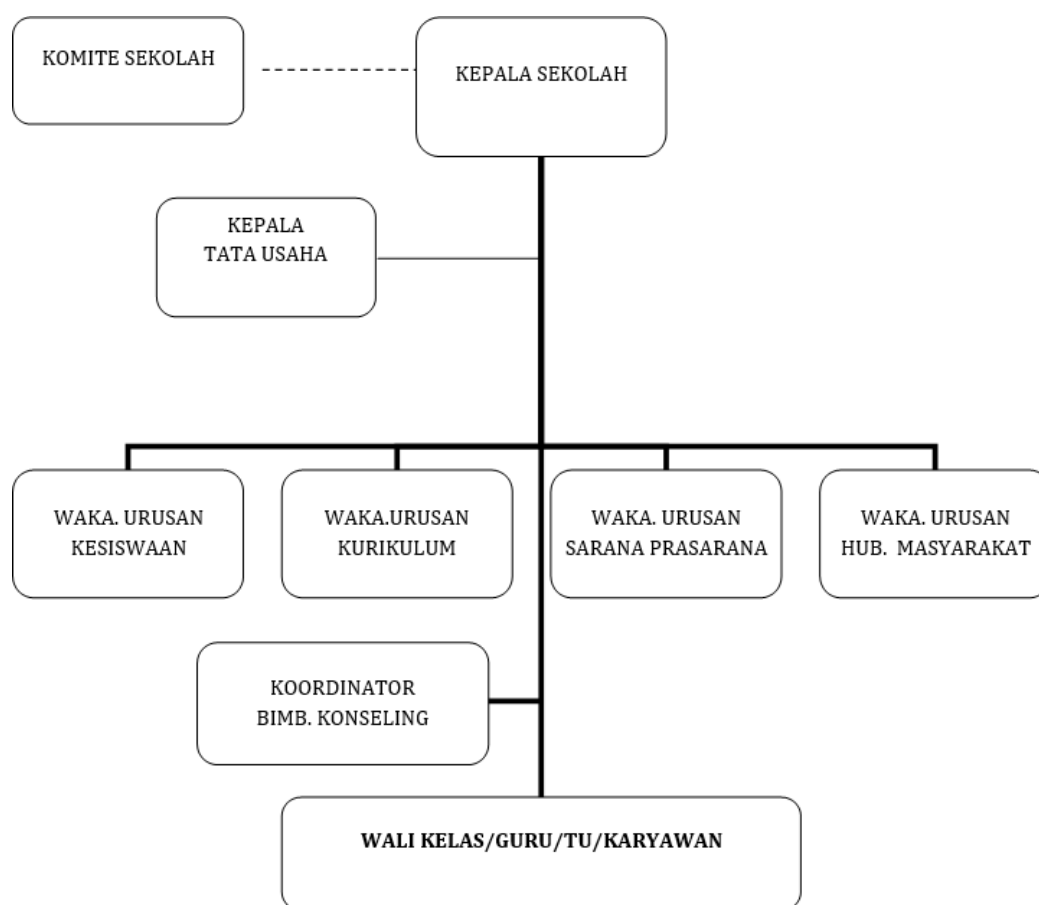 KOMITE SEKOLAH
KEPALA SEKOLAH
KEPALA
TATA USAHA
WAKA. URUSAN
KESISWAAN
WAKA.URUSAN
KURIKULUM
WAKA. URUSAN
SARANA PRASARANA
WAKA. URUSAN
HUB. MASYARAKAT
KOORDINATOR
BIMB. KONSELING
WALI KELAS/GURU/TU/KARYAWAN